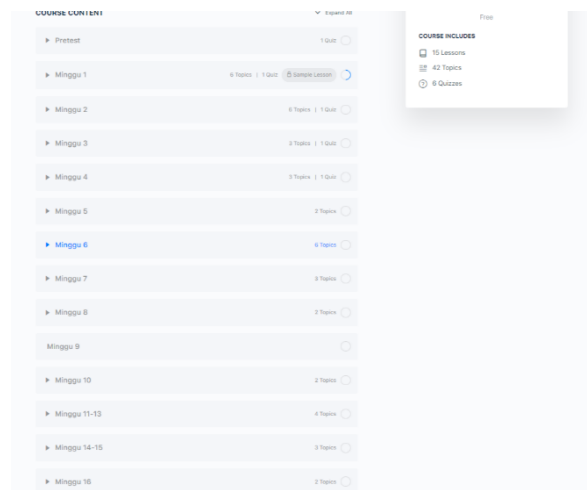 COURSE CONTENT
Expand All
Pretest
1 Quiz
Minggu 1
6 Topics | 1 Quiz
Sample Lesson
Minggu 2
6 Topics | 1 Quiz
Minggu 3
3 Topics | 1 Quiz
Minggu 4
3 Topics | 1 Quiz
Minggu 5
2 Topics
Minggu 6
6 Topics
Minggu 7
3 Topics
Minggu 8
2 Topics
Minggu 9
Minggu 10
2 Topics
Minggu 11-13
4 Topics
Minggu 14-15
3 Topics
Minggu 16
2 Topics
Free
COURSE INCLUDES
15 Lessons
42 Topics
6 Quizzes